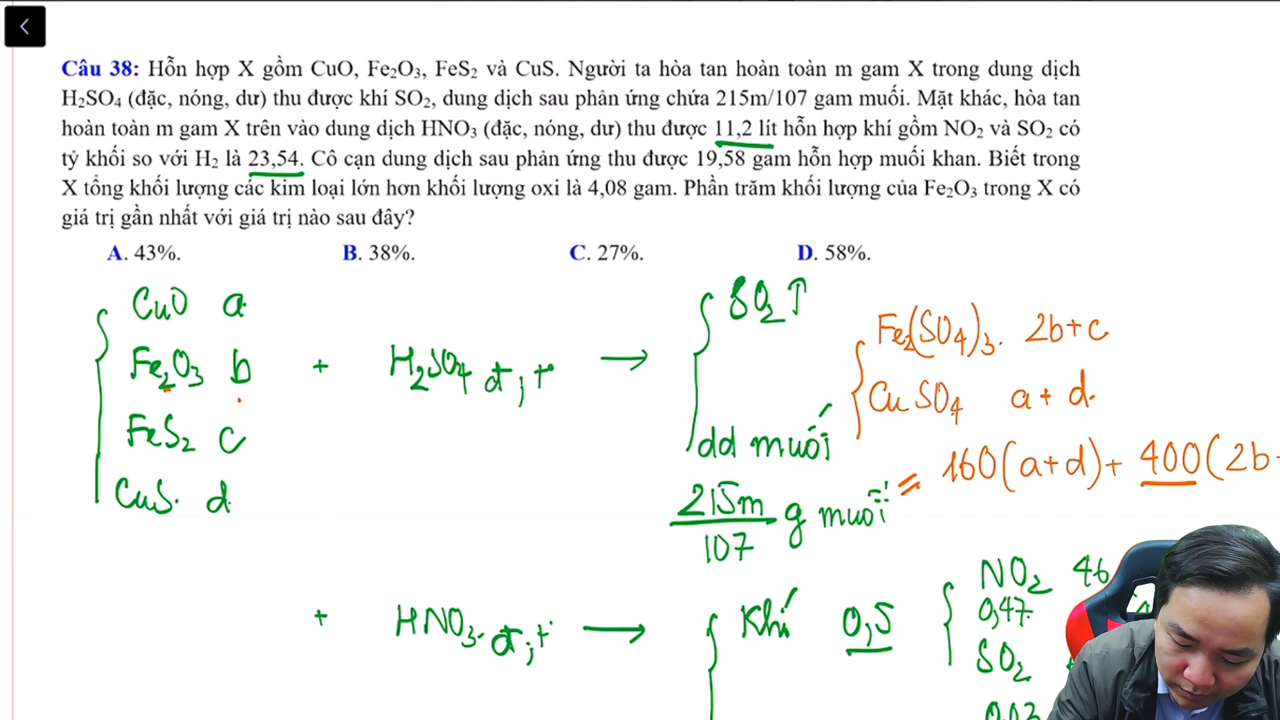 Câu 38: Hỗn hợp X gồm CuO, Fe₂O₃, FeS₂ và CuS. Người ta hòa tan hoàn toàn m gam X trong dung dịch
H₂SO₄ (đặc, nóng, dư) thu được khí SO₂, dung dịch sau phản ứng chứa 215m/107 gam muối. Mặt khác, hòa tan
hoàn toàn m gam X trên vào dung dịch HNO₃ (đặc, nóng, dư) thu được 11,2 lít hỗn hợp khí gồm NO₂ và SO₂ có
tỷ khối so với H₂ là 23,54. Cô cạn dung dịch sau phản ứng thu được 19,58 gam hỗn hợp muối khan. Biết trong
X tổng khối lượng các kim loại lớn hơn khối lượng oxi là 4,08 gam. Phần trăm khối lượng của Fe₂O₃ trong X có
giá trị gần nhất với giá trị nào sau đây?
A. 43%. B. 38%. C. 27%. D. 58%.
CuO a
Fe₂O₃ b
FeS₂ c
CuS. d
+ H₂SO₄ đ, t° →
SO₂ ↑
dd muối
Fe₂(SO₄)₃. 2b+c
CuSO₄ a+d.
215m/107 g muối = 160(a+d) + 400(2b
+ HNO₃ đ, t° →
Khí 0,5
NO₂ 46
0,47
SO₂
0,03